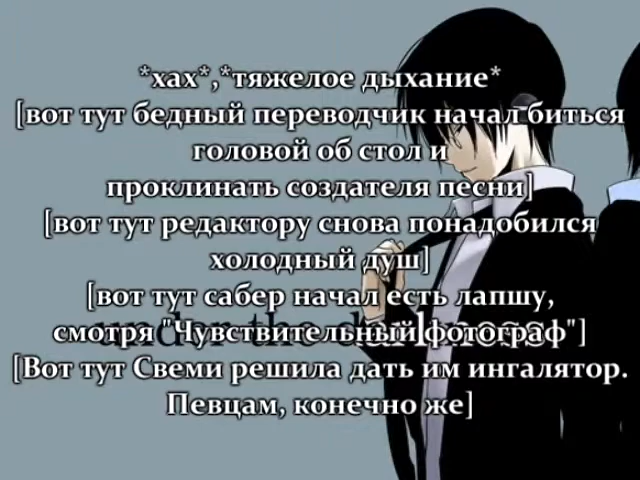 *хах*,*тяжелое дыхание*
[вот тут бедный переводчик начал биться
головой об стол и
проклинать создателя песни]
[вот тут редактору снова понадобился
холодный душ]
[вот тут сабер начал есть лапшу,
смотря "Чувствительный фотограф"]
[Вот тут Свеми решила дать им ингалятор.
Певцам, конечно же]
under the